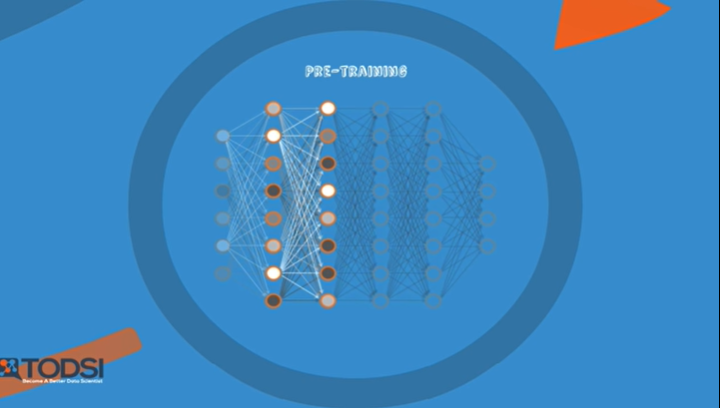 PRE-TRAINING
TODSI
Become A Better Data Scientist